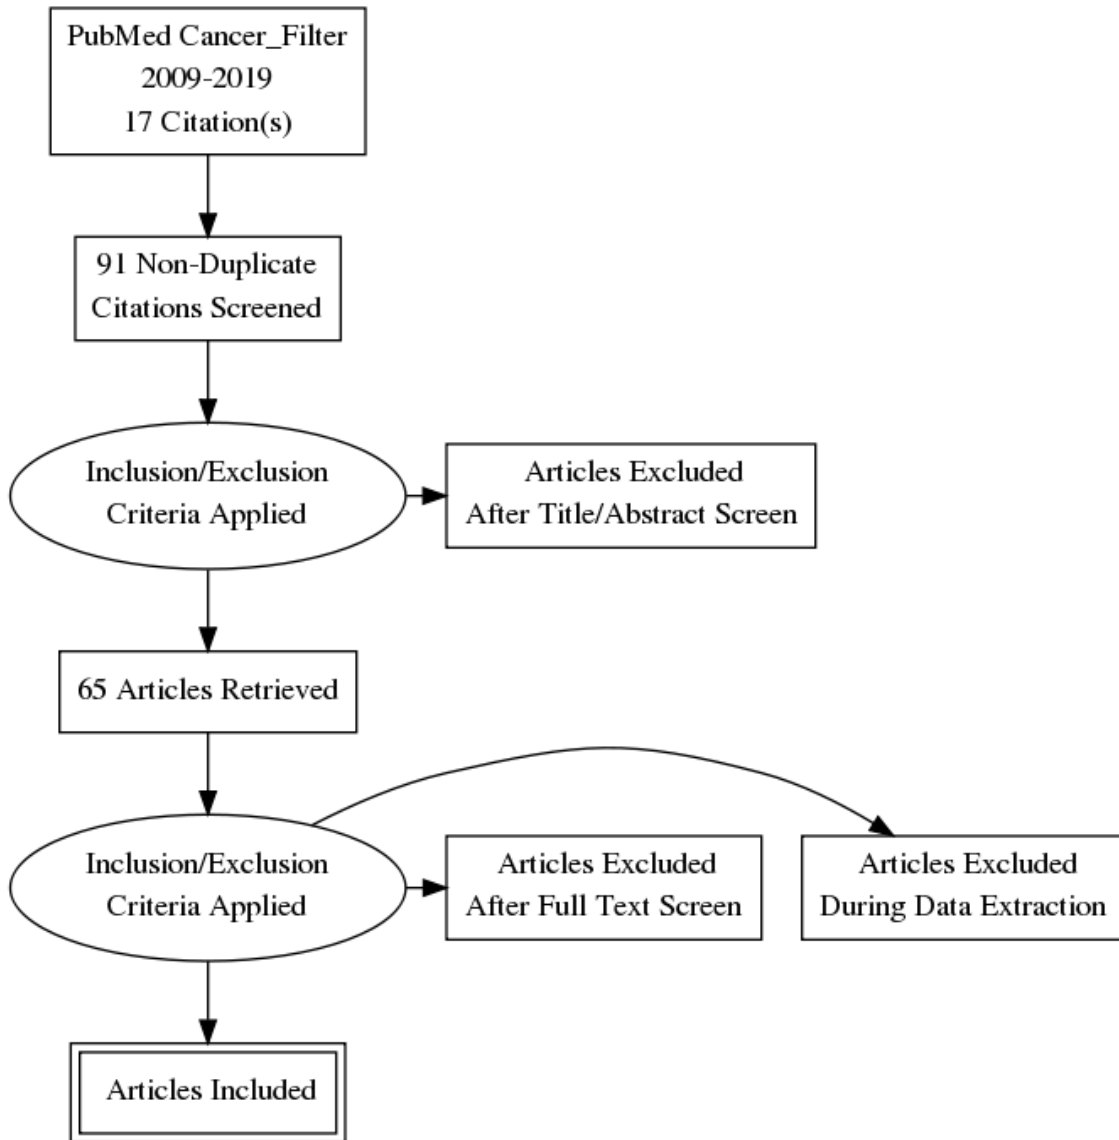 PubMed Cancer_Filter
2009-2019
17 Citation(s)
91 Non-Duplicate
Citations Screened
Inclusion/Exclusion
Criteria Applied
Articles Excluded
After Title/Abstract Screen
65 Articles Retrieved
Inclusion/Exclusion
Criteria Applied
Articles Excluded
After Full Text Screen
Articles Excluded
During Data Extraction
Articles Included